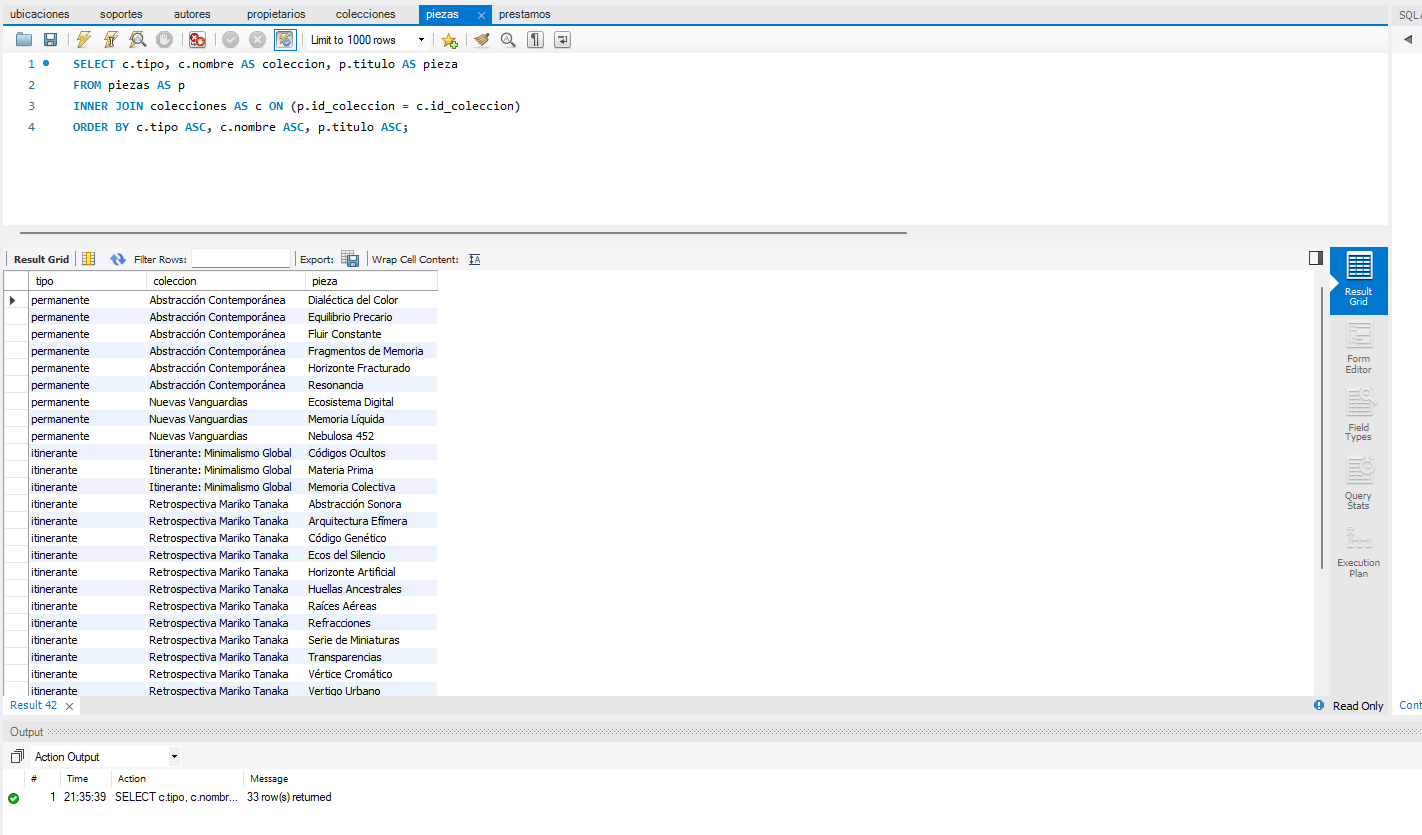 ubicaciones soportes autores propietarios colecciones piezas prestamos SQLA
Limit to 1000 rows
1 SELECT c.tipo, c.nombre AS coleccion, p.titulo AS pieza
2 FROM piezas AS p
3 INNER JOIN colecciones AS c ON (p.id_coleccion = c.id_coleccion)
4 ORDER BY c.tipo ASC, c.nombre ASC, p.titulo ASC;
Result Grid Filter Rows: Export: Wrap Cell Content:
tipo coleccion pieza
permanente Abstracción Contemporánea Dialéctica del Color
permanente Abstracción Contemporánea Equilibrio Precario
permanente Abstracción Contemporánea Fluir Constante
permanente Abstracción Contemporánea Fragmentos de Memoria
permanente Abstracción Contemporánea Horizonte Fracturado
permanente Abstracción Contemporánea Resonancia
permanente Nuevas Vanguardias Ecosistema Digital
permanente Nuevas Vanguardias Memoria Líquida
permanente Nuevas Vanguardias Nebulosa 452
itinerante Itinerante: Minimalismo Global Códigos Ocultos
itinerante Itinerante: Minimalismo Global Materia Prima
itinerante Itinerante: Minimalismo Global Memoria Colectiva
itinerante Retrospectiva Mariko Tanaka Abstracción Sonora
itinerante Retrospectiva Mariko Tanaka Arquitectura Efímera
itinerante Retrospectiva Mariko Tanaka Código Genético
itinerante Retrospectiva Mariko Tanaka Ecos del Silencio
itinerante Retrospectiva Mariko Tanaka Horizonte Artificial
itinerante Retrospectiva Mariko Tanaka Huellas Ancestrales
itinerante Retrospectiva Mariko Tanaka Raíces Aéreas
itinerante Retrospectiva Mariko Tanaka Refracciones
itinerante Retrospectiva Mariko Tanaka Serie de Miniaturas
itinerante Retrospectiva Mariko Tanaka Transparencias
itinerante Retrospectiva Mariko Tanaka Vértice Cromático
itinerante Retrospectiva Mariko Tanaka Vertigo Urbano
Result
Grid
Form
Editor
Field
Types
Query
Stats
Execution
Plan
Result 42 Read Only Cont
Output
Action Output
# Time Action Message
1 21:35:39 SELECT c.tipo, c.nombr... 33 row(s) returned